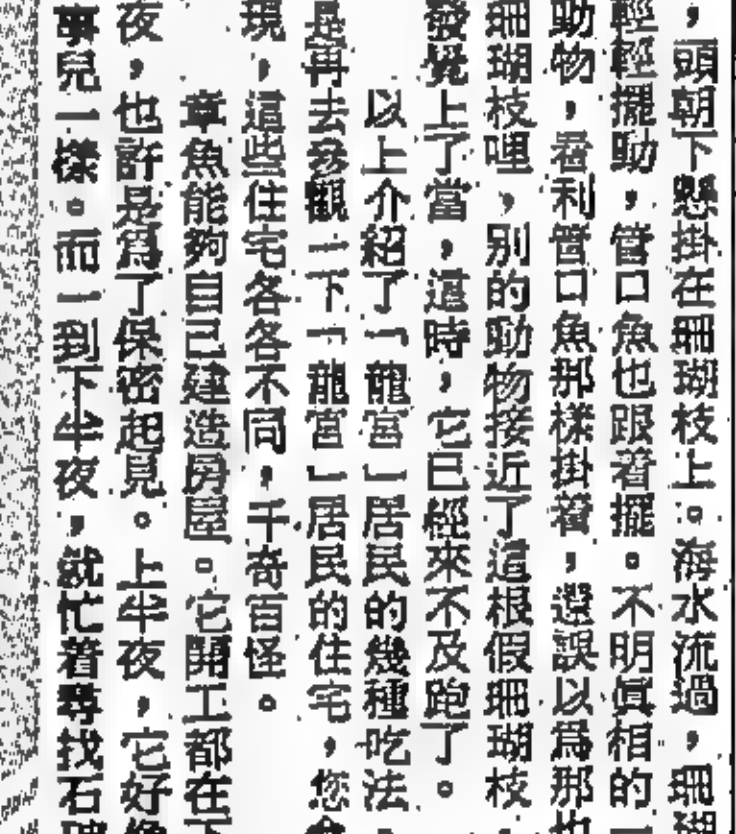 ，頭朝下懸掛在珊瑚枝上。海水流過，珊瑚
輕輕擺動，管口魚也跟着擺。不明眞相的一
動物，看利管口魚那樣掛着，還誤以爲那也
珊瑚枝哩，別的動物接近了這根假珊瑚枝，
發覺上了當，這時，它已經來不及跑了。
以上介紹了「龍宮」居民的幾種吃法，
是再去參觀一下「龍宮」居民的住宅，您會
現，這些住宅各各不同，千奇百怪。
章魚能夠自己建造房屋。它開工都在下
夜，也許是爲了保密起見。上半夜，它好像
事兒一樣。而一到下半夜，就忙着尋找石